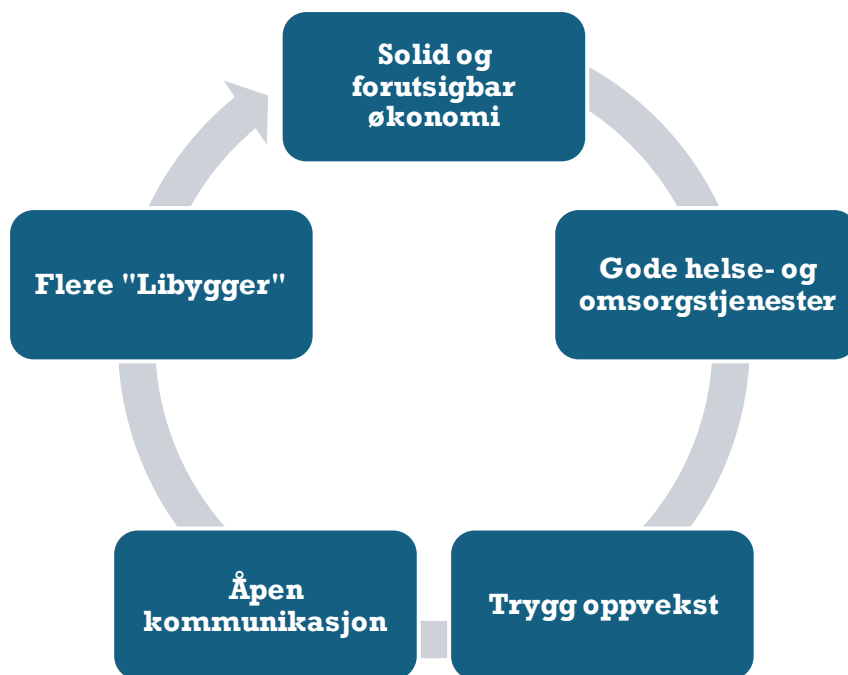 Solid og
forutsigbar
økonomi
Gode helse- og
omsorgstjenester
Trygg oppvekst
Åpen
kommunikasjon
Flere "Libygger"